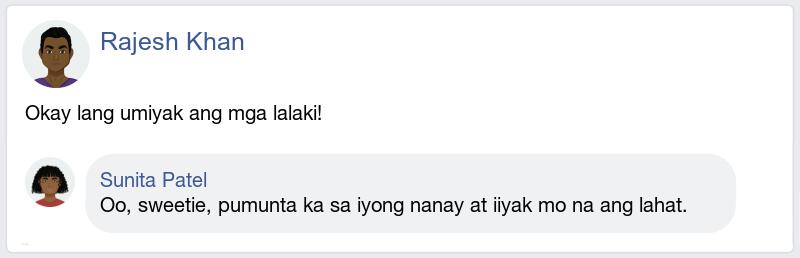 Rajesh Khan
Okay lang umiyak ang mga lalaki!
Sunita Patel
Oo, sweetie, pumunta ka sa iyong nanay at iiyak mo na ang lahat.